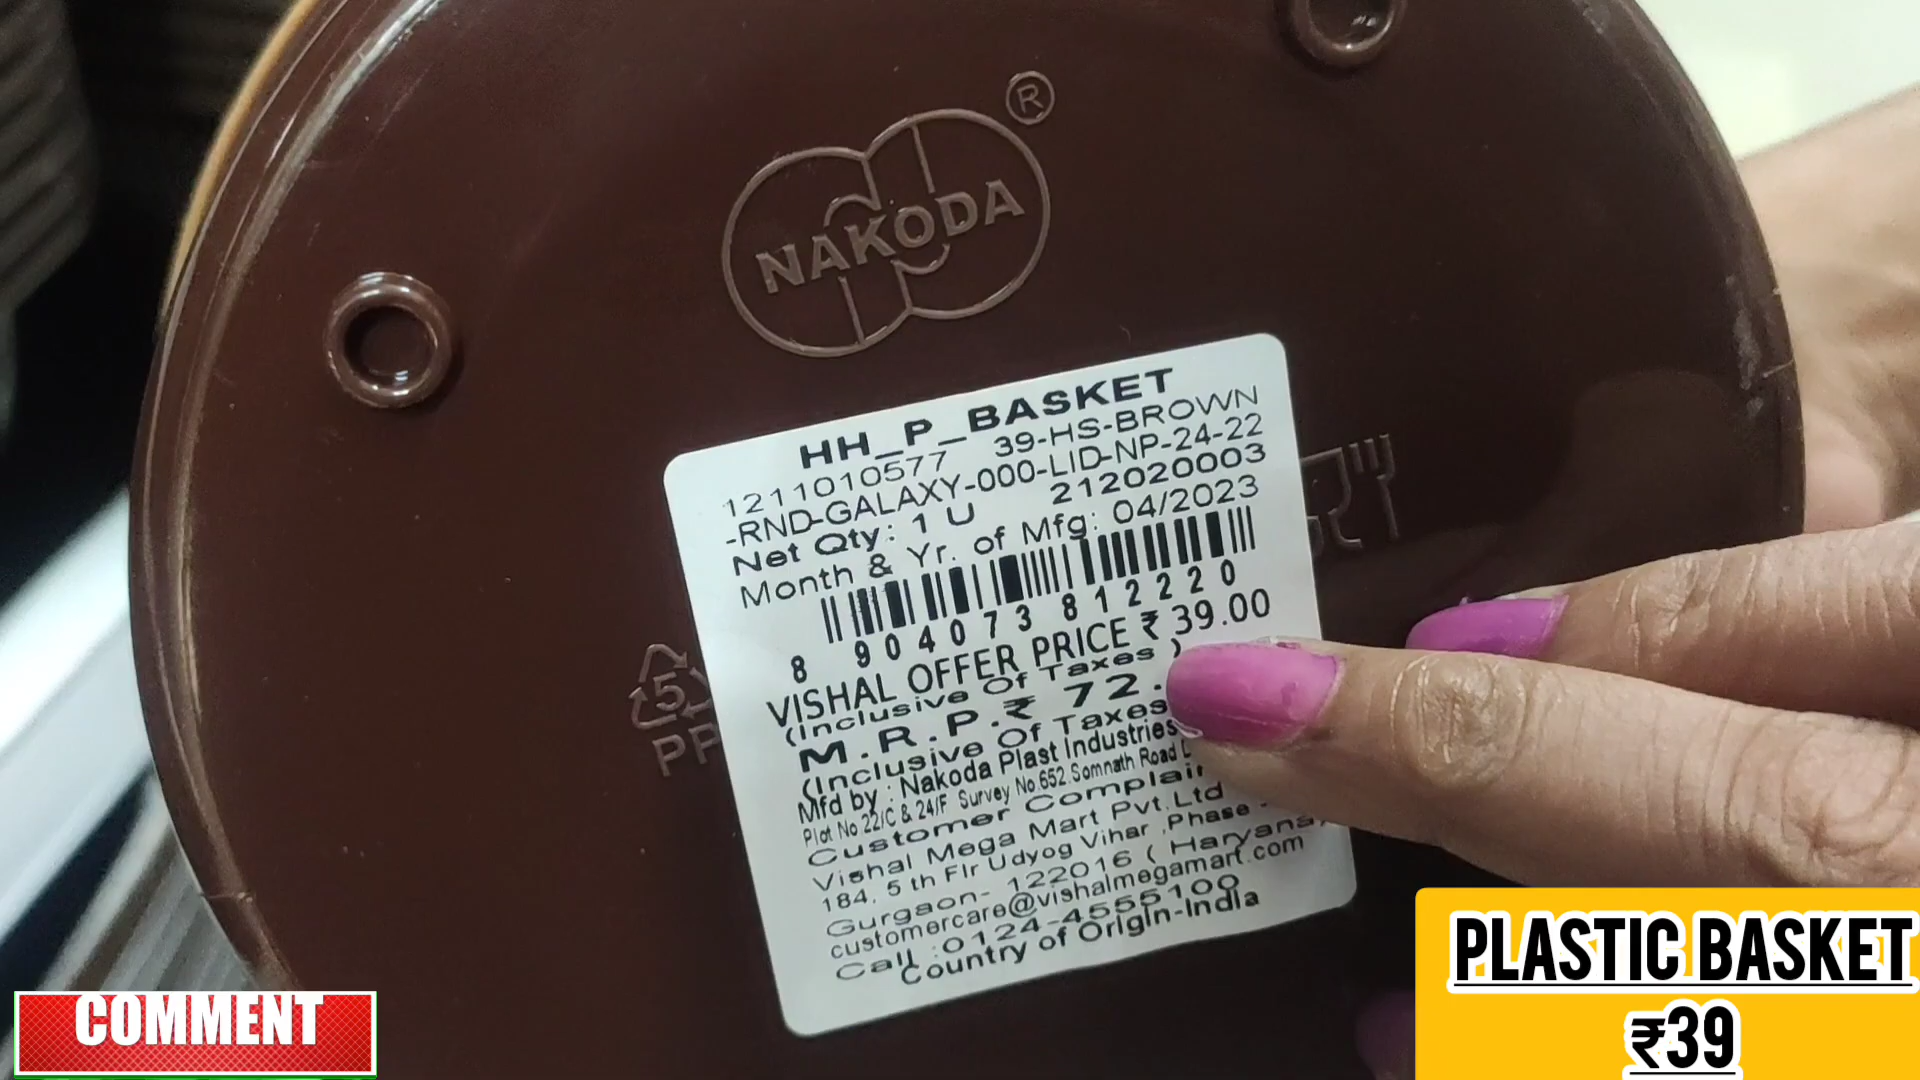 ®
NAKODA
HH_P_BASKET
1211010577 39-HS-BROWN
-RND-GALAXY-000-LID-NP-24-22
Net Qty: 1 U 212020003
Month & Yr. of Mfg: 04/2023
8 904073 812220
VISHAL OFFER PRICE ₹ 39.00
(Inclusive Of Taxes )
M.R.P.₹ 72.
(Inclusive Of Taxes
Mfd by : Nakoda Plast Industries
Plot No 22/C & 24/F Survey No.652.Somnath Road
Customer
Vishal Mega Mart Pvt.Ltd
184, 5 th Flr Udyog Vihar ,Phase -
Gurgaon- 122016 ( Haryana
customercare@vishalmegamart.com
Call :0124-4555100
Country of Origin-India
5
PP
COMMENT
PLASTIC BASKET
₹39